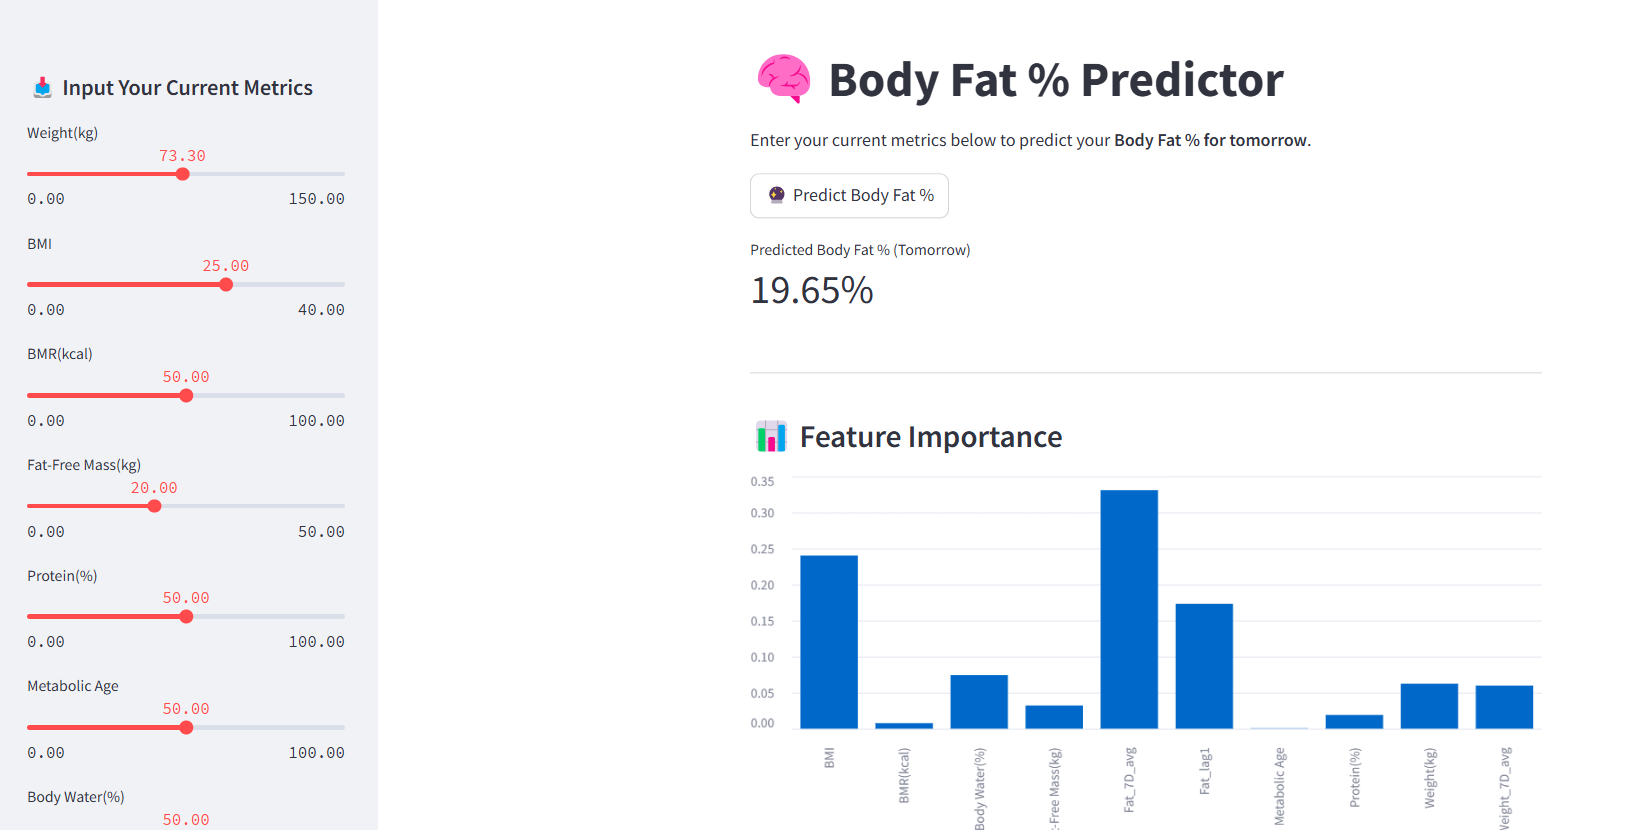 Input Your Current Metrics
Weight(kg)
73.30
0.00 150.00
BMI
25.00
0.00 40.00
BMR(kcal)
50.00
0.00 100.00
Fat-Free Mass(kg)
20.00
0.00 50.00
Protein(%)
50.00
0.00 100.00
Metabolic Age
50.00
0.00 100.00
Body Water(%)
50.00
Body Fat % Predictor
Enter your current metrics below to predict your Body Fat % for tomorrow.
Predict Body Fat %
Predicted Body Fat % (Tomorrow)
19.65%
Feature Importance
0.35
0.30
0.25
0.20
0.15
0.10
0.05
0.00
BMI
BMR(kcal)
Body Water(%)
-Free Mass(kg)
Fat_7D_avg
Fat_lag1
Metabolic Age
Protein(%)
Weight(kg)
Weight_7D_avg